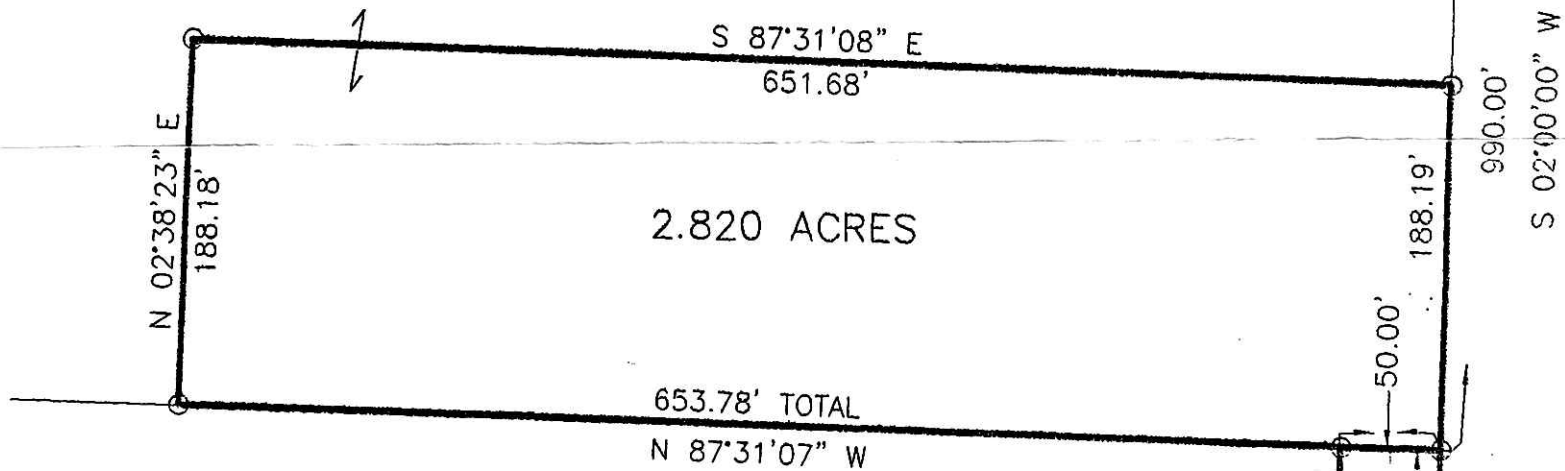 S 87°31'08" E
651.68'
N 02°38'23" E
188.18'
2.820 ACRES
188.19'
990.00'
S 02°00'00" W
50.00'
653.78' TOTAL
N 87°31'07" W